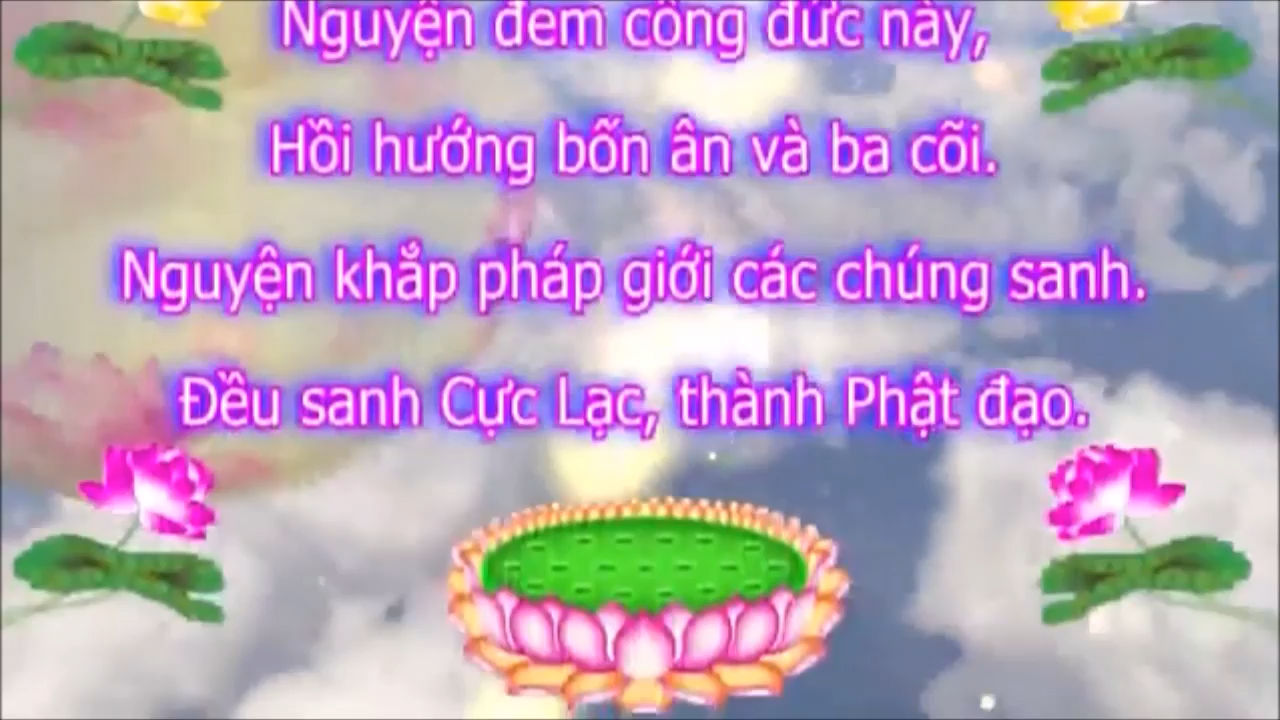 Nguyện đem công đức này,
Hồi hướng bốn ân và ba cõi.
Nguyện khắp pháp giới các chúng sanh.
Đều sanh Cực Lạc, thành Phật đạo.